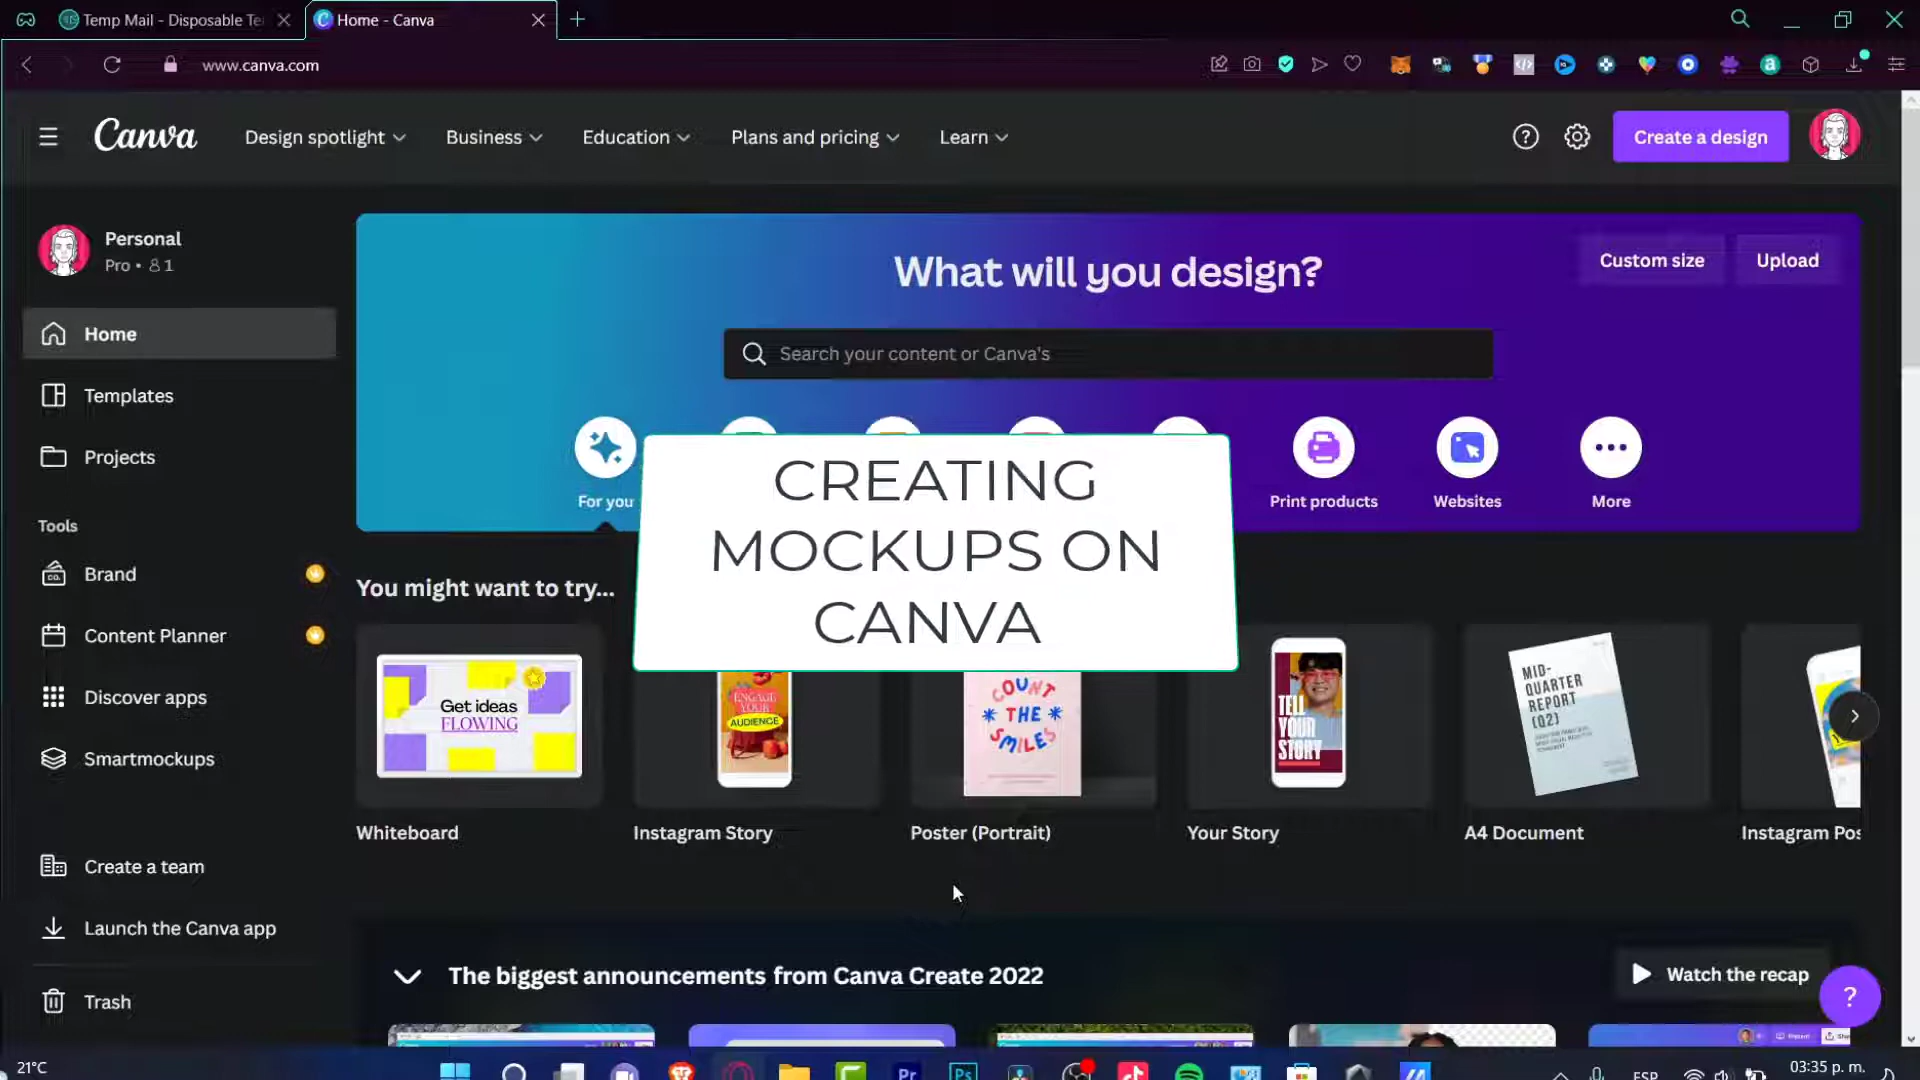 Temp Mail - Disposable Te
Home - Canva
www.canva.com
Canva
Design spotlight
Business
Education
Plans and pricing
Learn
Create a design
Personal
Pro • 1
What will you design?
Custom size
Upload
Home
Search your content or Canva's
Templates
Projects
For you
Print products
Websites
More
CREATING
MOCKUPS ON
CANVA
Tools
Brand
Content Planner
Discover apps
Smartmockups
You might want to try...
Get ideas
FLOWING
ENGAGE
YOUR
AUDIENCE
COUNT
THE
SMILES
TELL
YOUR
STORY
MID-
QUARTER
REPORT
(Q2)
Whiteboard
Instagram Story
Poster (Portrait)
Your Story
A4 Document
Instagram Pos
Create a team
Launch the Canva app
Trash
The biggest announcements from Canva Create 2022
Watch the recap
?
21°C
Pr
Ps
ESP
03:35 p. m.